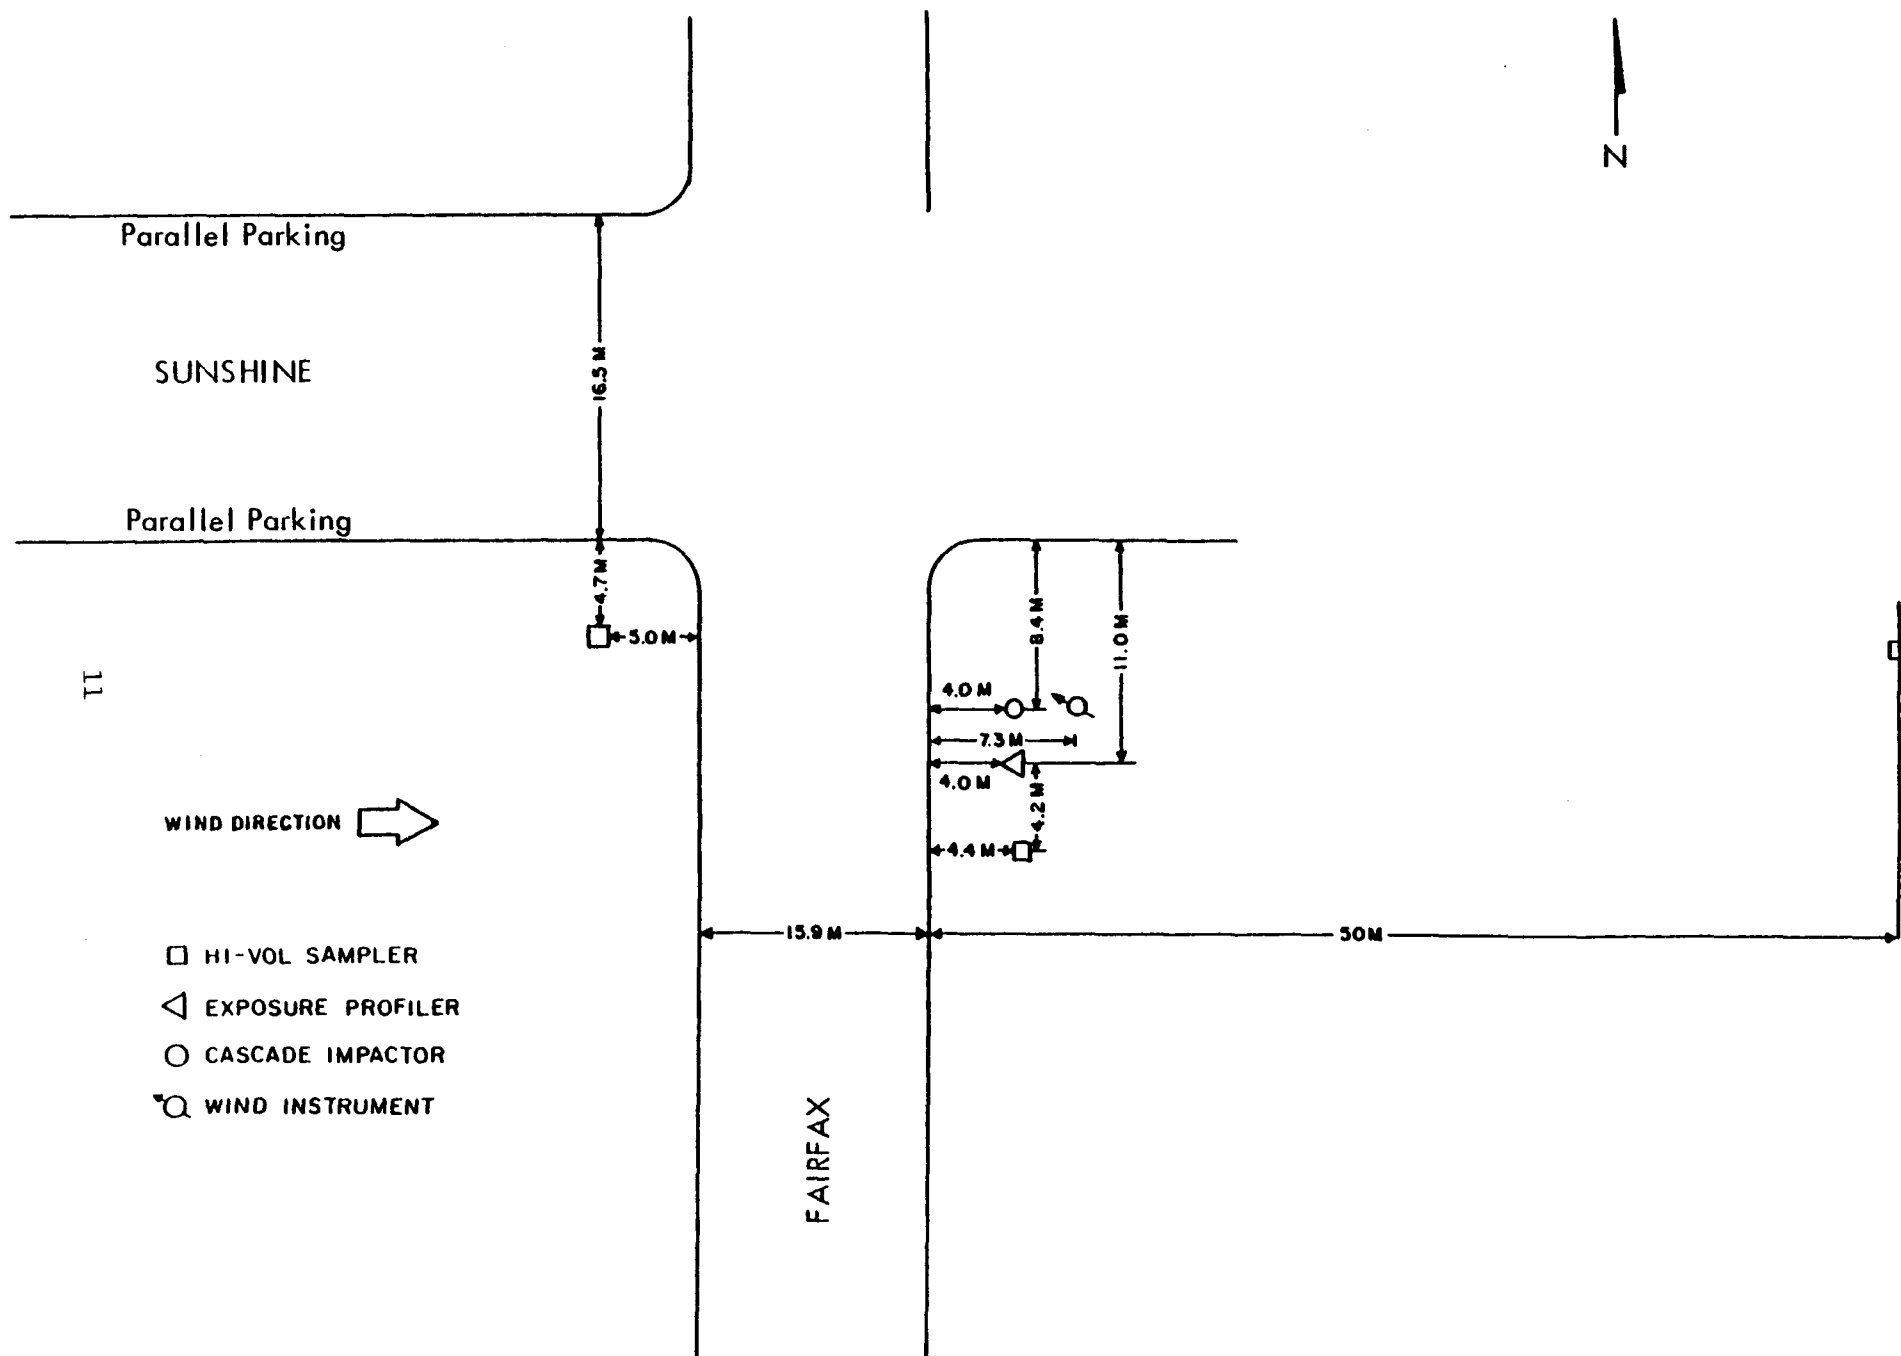 N
Parallel Parking
SUNSHINE
16.5 M
Parallel Parking
4.7 M
5.0 M
8.4 M
11.0 M
4.0 M
7.3 M
4.0 M
4.2 M
4.4 M
11
WIND DIRECTION
15.9 M
50 M
HI-VOL SAMPLER
EXPOSURE PROFILER
CASCADE IMPACTOR
WIND INSTRUMENT
FAIRFAX